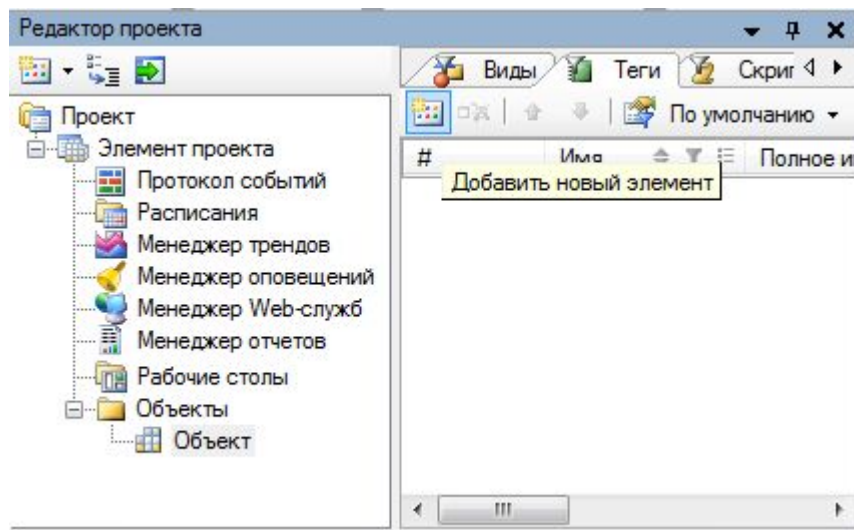 Редактор проекта
Виды Теги Скрип
По умолчанию
Проект
Элемент проекта
# Имя Полное и
Протокол событий
Добавить новый элемент
Расписания
Менеджер трендов
Менеджер оповещений
Менеджер Web-служб
Менеджер отчетов
Рабочие столы
Объекты
Объект